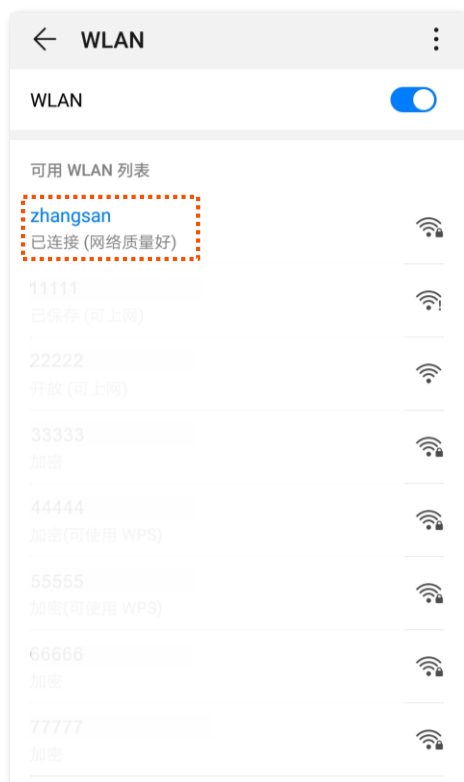 WLAN
WLAN
可用 WLAN 列表
zhangsan
已连接 (网络质量好)
11111
已保存 (可上网)
22222
开放 (可上网)
33333
加密
44444
加密(可使用 WPS)
55555
加密(可使用 WPS)
66666
加密
77777
加密